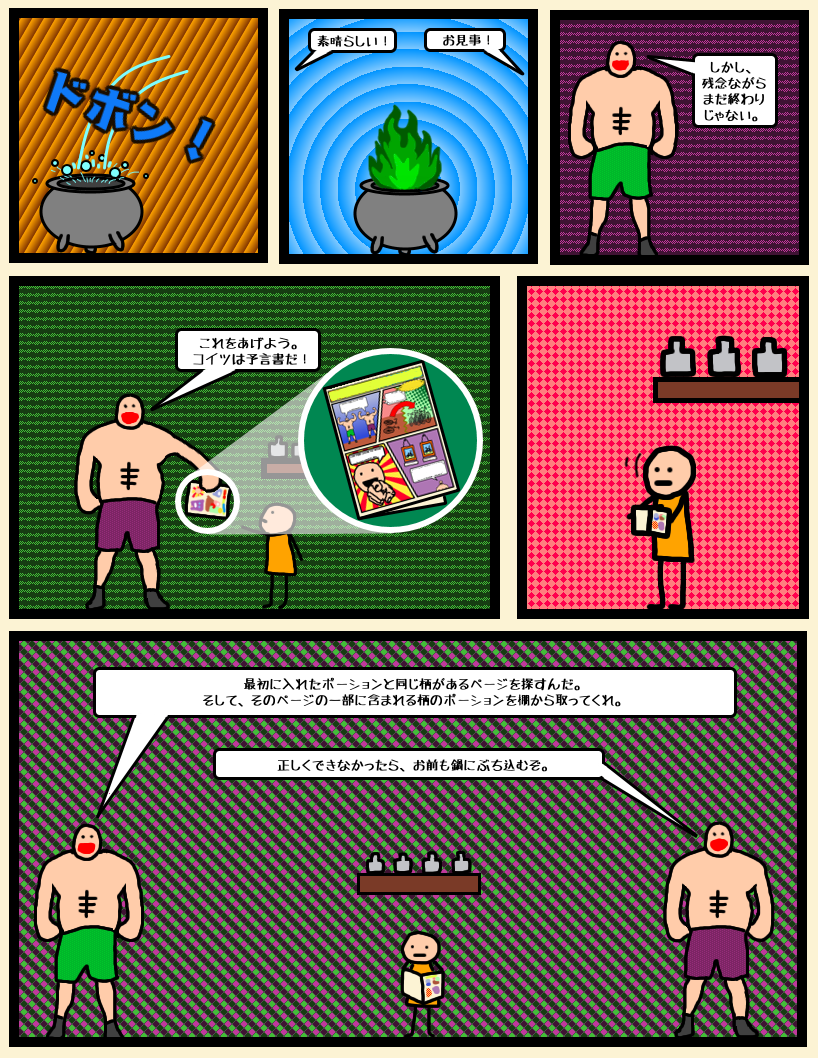 ドボン！
素晴らしい！
お見事！
しかし、
残念ながら
まだ終わり
じゃない。
これをあげよう。
コイツは予言書だ！
最初に入れたポーションと同じ柄があるページを探すんだ。
そして、そのページの一部に含まれる柄のポーションを棚から取ってくれ。
正しくできなかったら、お前も鍋にぶち込むぞ。